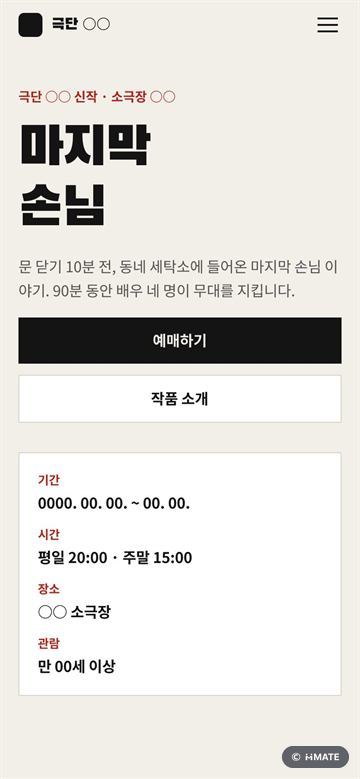 극단 ○○
극단 ○○ 신작 · 소극장 ○○
마지막
손님
문 닫기 10분 전, 동네 세탁소에 들어온 마지막 손님 이
야기. 90분 동안 배우 네 명이 무대를 지킵니다.
예매하기
작품 소개
기간
0000. 00. 00. ~ 00. 00.
시간
평일 20:00 · 주말 15:00
장소
○○ 소극장
관람
만 00세 이상
© HMATE